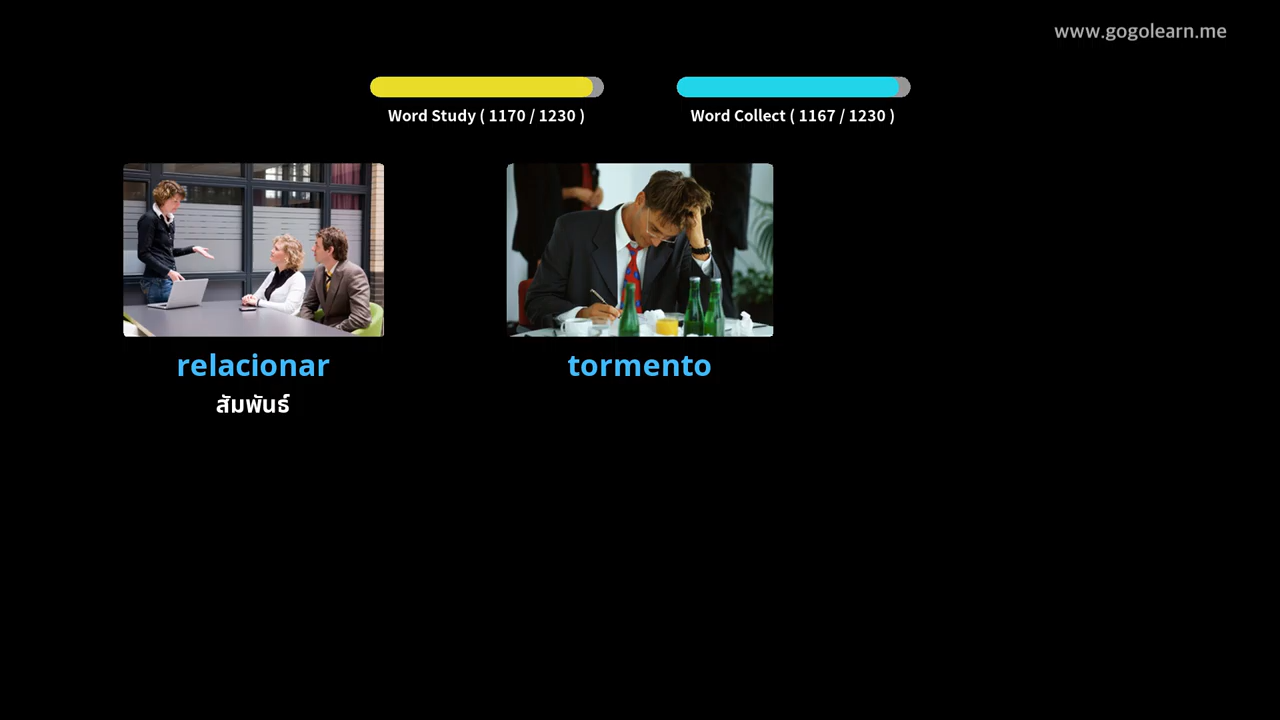 www.gogolearn.me
Word Study ( 1170 / 1230 )
Word Collect ( 1167 / 1230 )
relacionar
tormento
สัมพันธ์